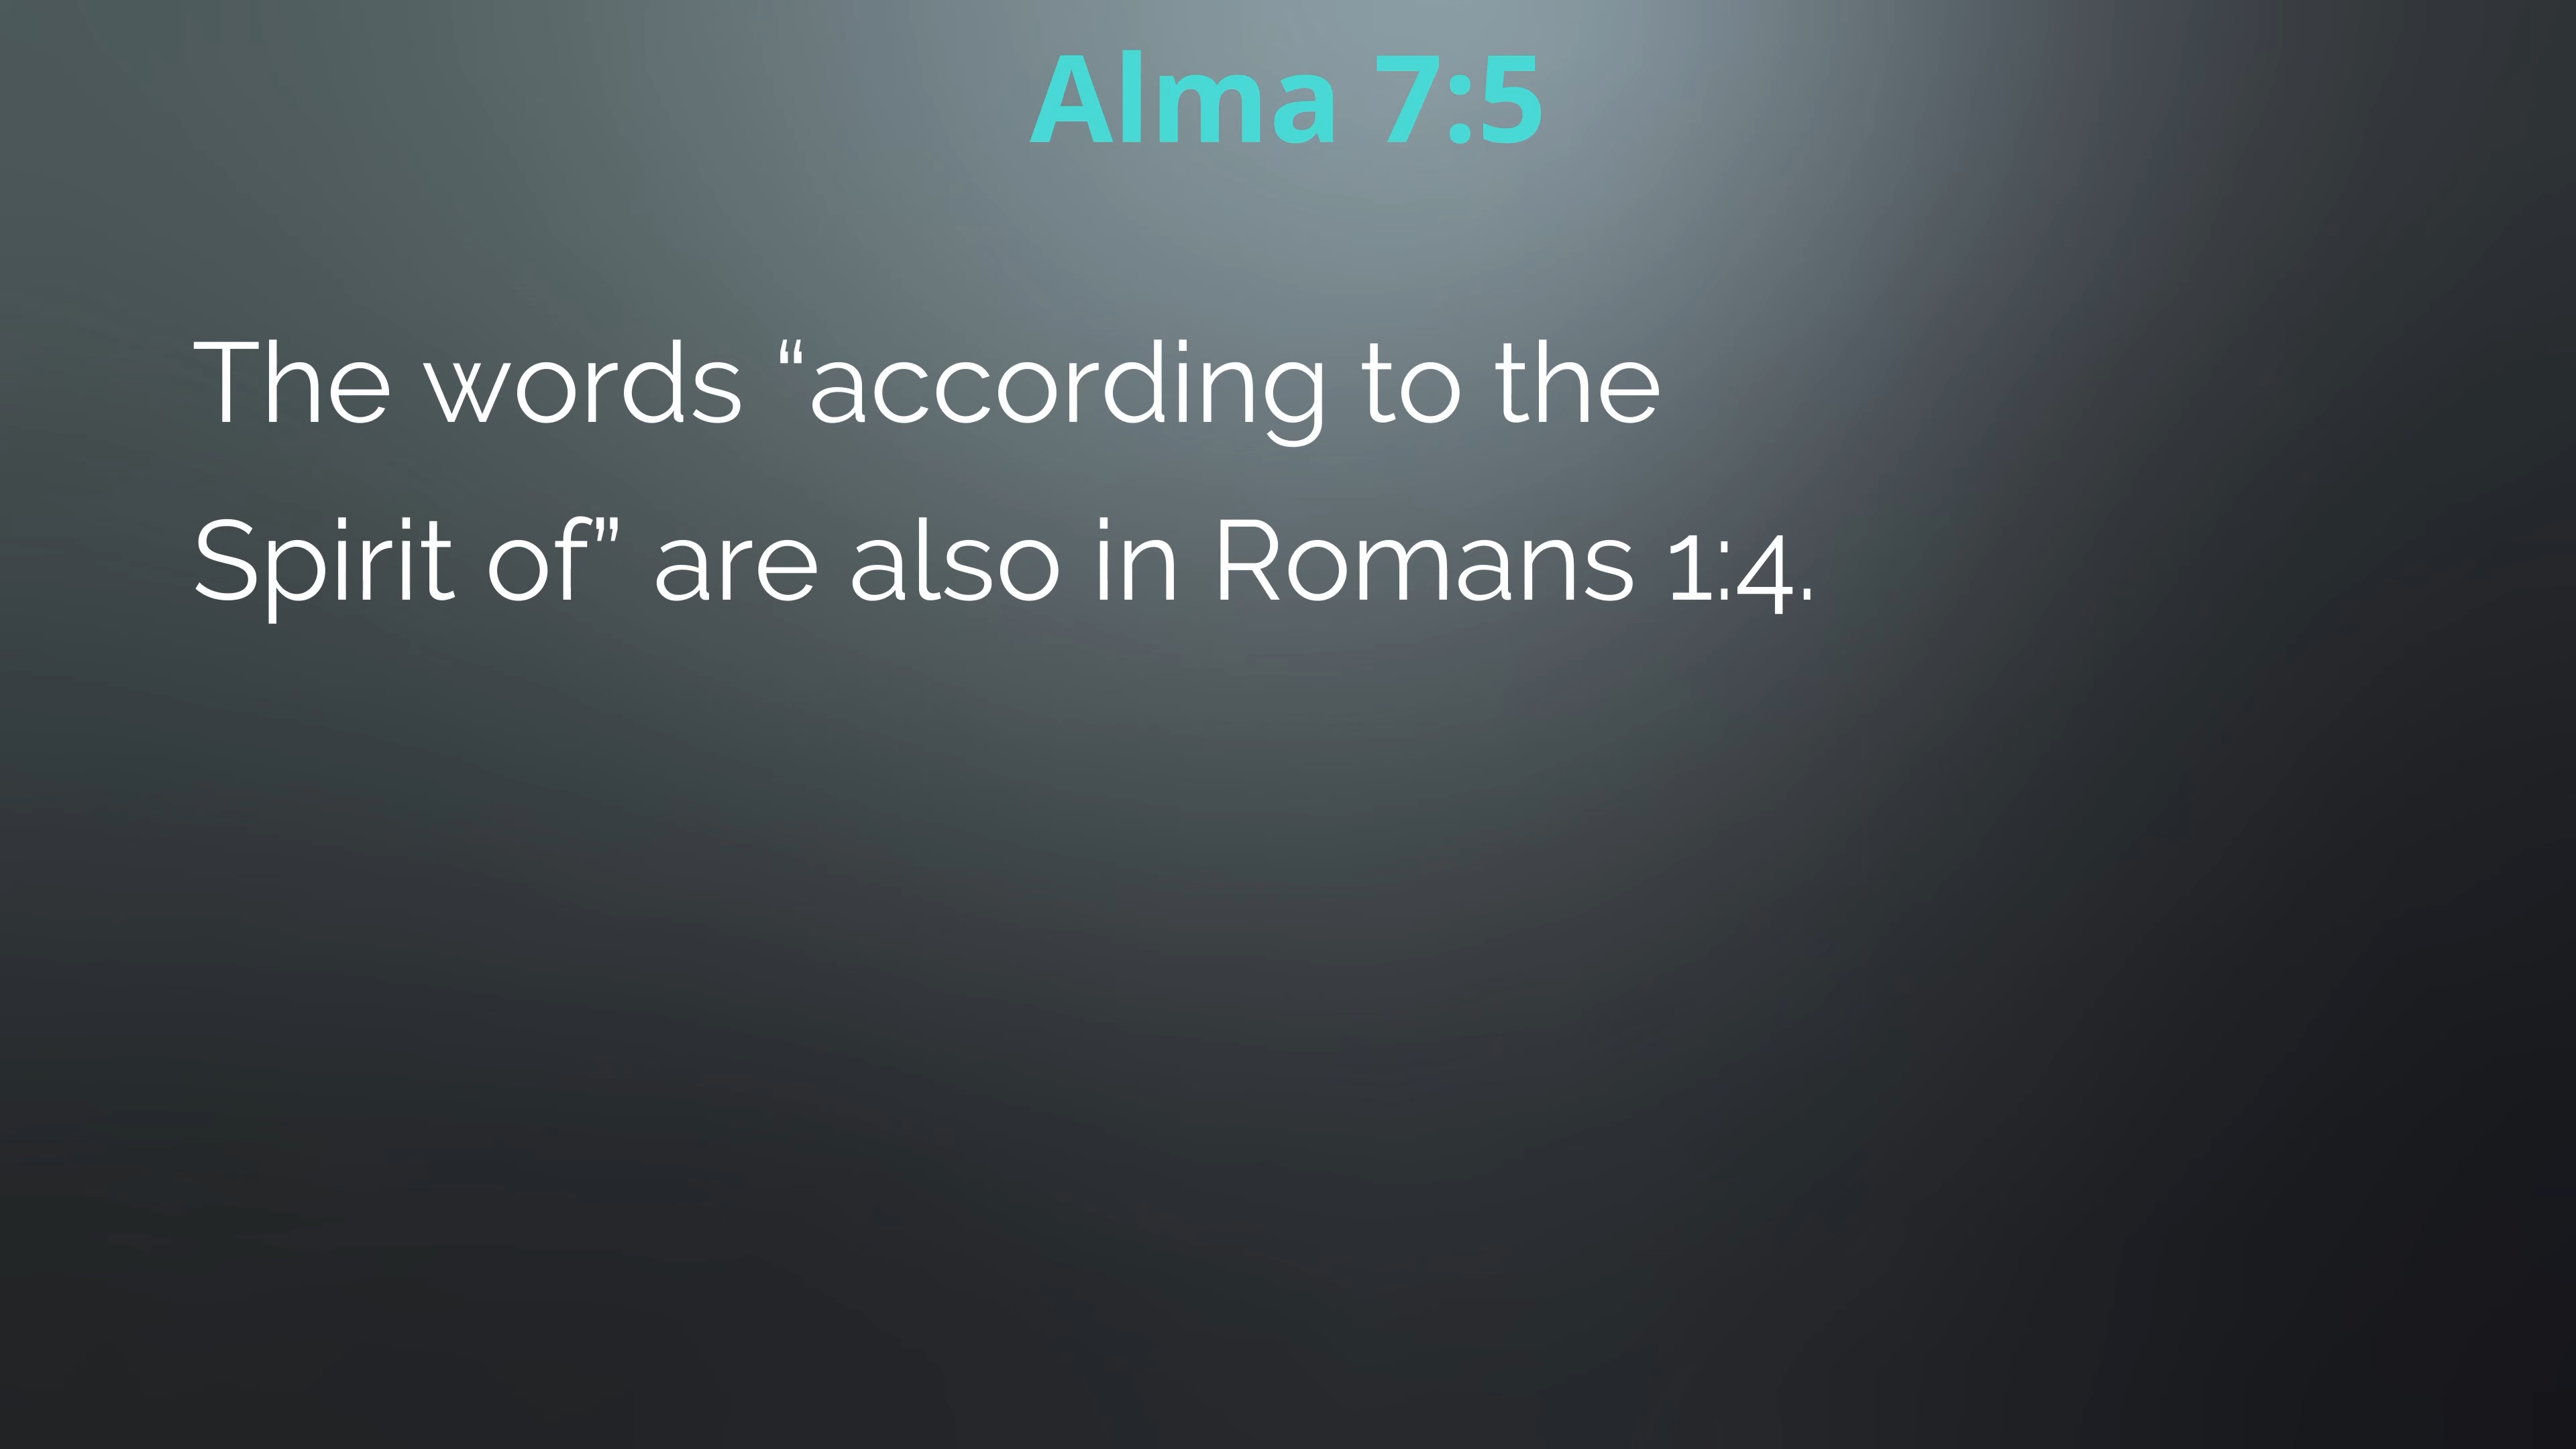 Alma 7:5
The words “according to the
Spirit of” are also in Romans 1:4.